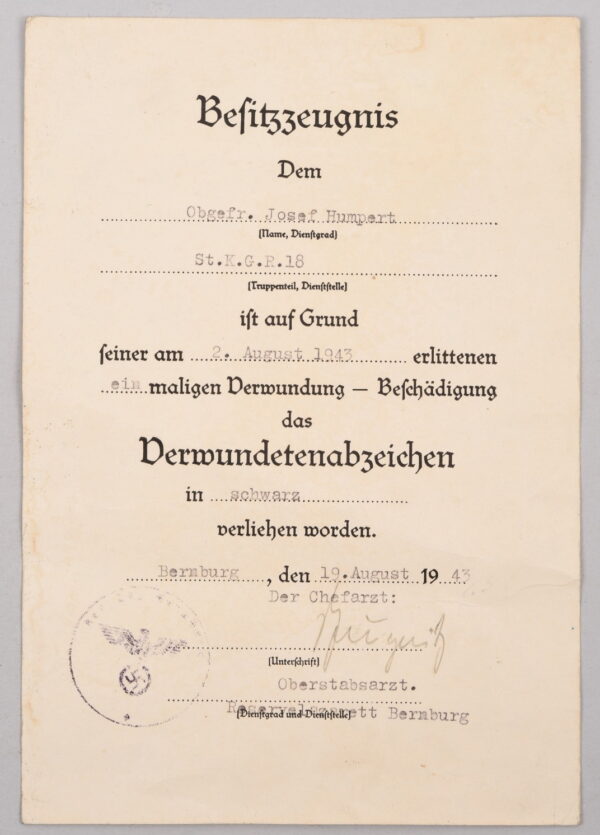 Besitzzeugnis
Dem
Obgefr. Josef Humpert
(Name, Dienstgrad)
St.K.G.R.18
(Truppenteil, Dienststelle)
ist auf Grund
seiner am 2. August 1943 erlittenen
ein maligen Verwundung – Beschädigung
das
Verwundetenabzeichen
in schwarz
verliehen worden.
Bernburg, den 19.August 1943
Der Chefarzt:
(Unterschrift)
Oberstabsarzt.
Reservelazarett Bernburg
(Dienstgrad und Dienststelle)